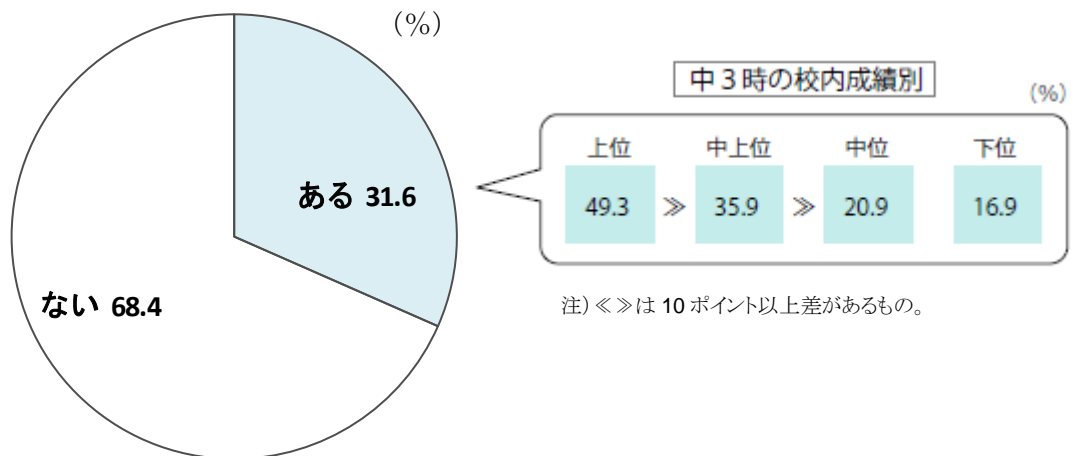 (%)
ある 31.6
ない 68.4
中3時の校内成績別
(%)
上位 中上位 中位 下位
49.3 ≫ 35.9 ≫ 20.9 16.9
注)≪≫は10ポイント以上差があるもの。